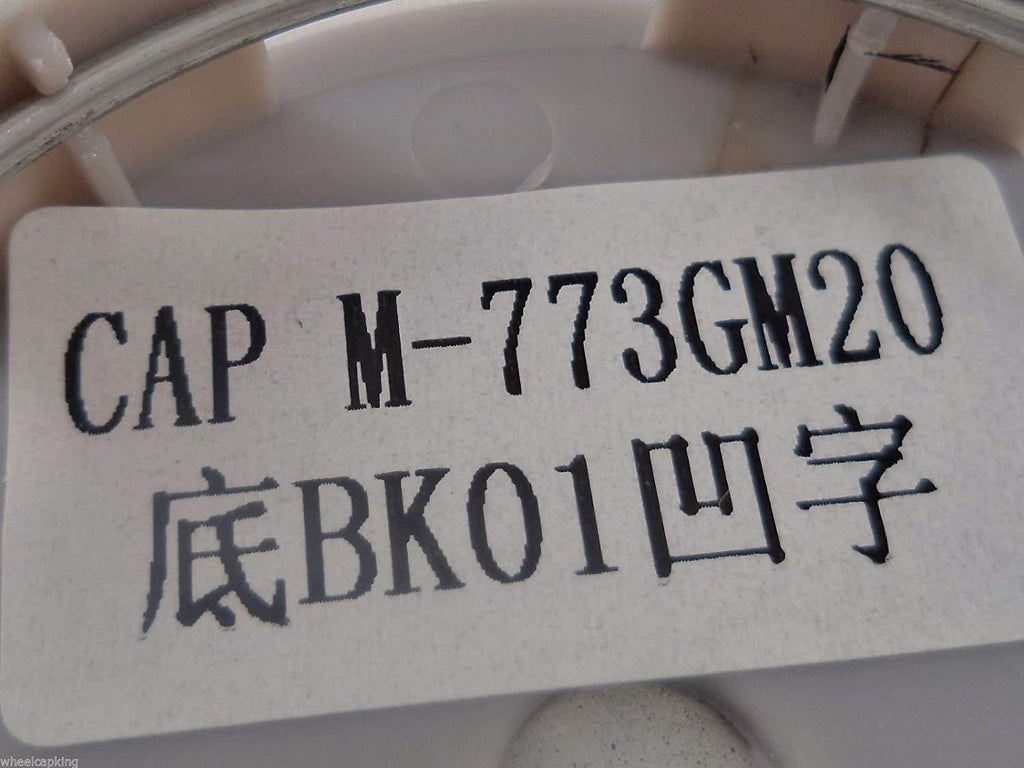 CAP M-773GM20
底BK01凹字
wheelcapking